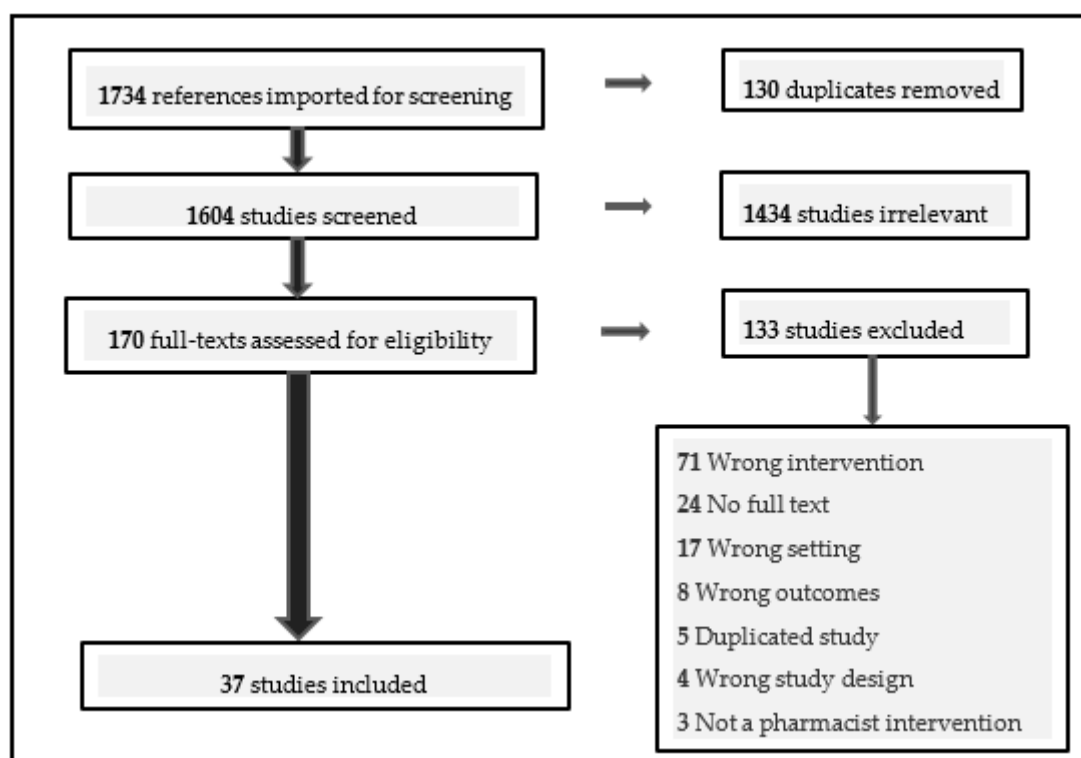 1734 references imported for screening
130 duplicates removed
1604 studies screened
1434 studies irrelevant
170 full-texts assessed for eligibility
133 studies excluded
71 Wrong intervention
24 No full text
17 Wrong setting
8 Wrong outcomes
5 Duplicated study
4 Wrong study design
3 Not a pharmacist intervention
37 studies included